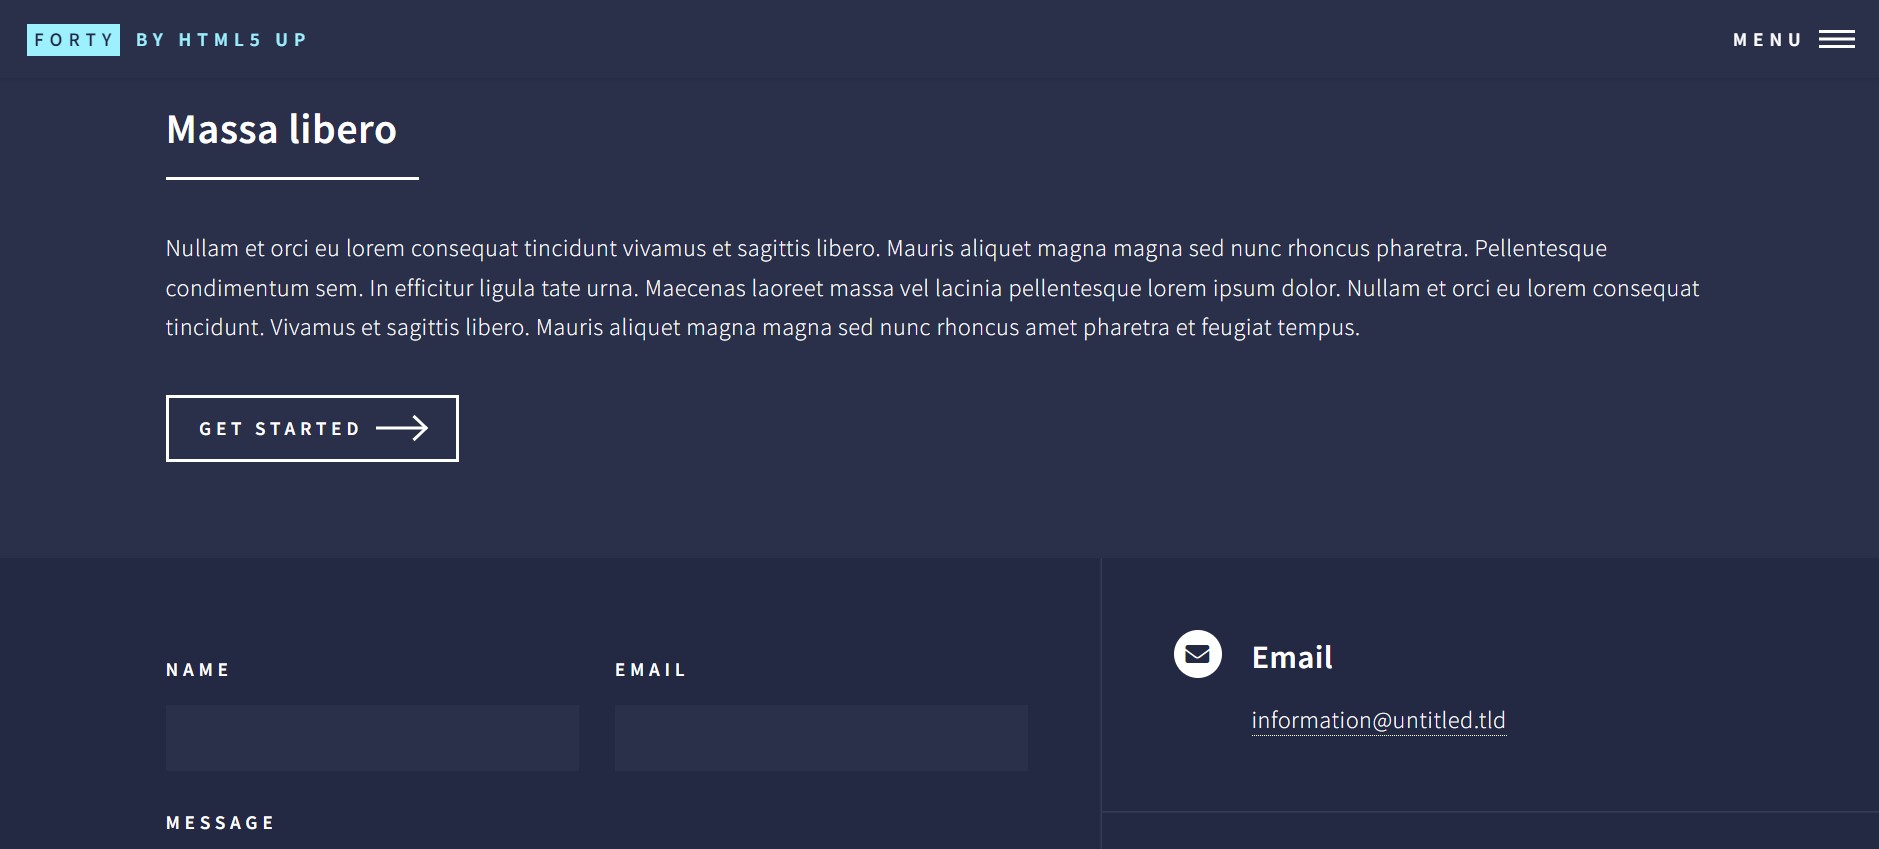 FORTY BY HTML5 UP
MENU
Massa libero
Nullam et orci eu lorem consequat tincidunt vivamus et sagittis libero. Mauris aliquet magna magna sed nunc rhoncus pharetra. Pellentesque
condimentum sem. In efficitur ligula tate urna. Maecenas laoreet massa vel lacinia pellentesque lorem ipsum dolor. Nullam et orci eu lorem consequat
tincidunt. Vivamus et sagittis libero. Mauris aliquet magna magna sed nunc rhoncus amet pharetra et feugiat tempus.
GET STARTED
NAME
EMAIL
MESSAGE
Email
information@untitled.tld